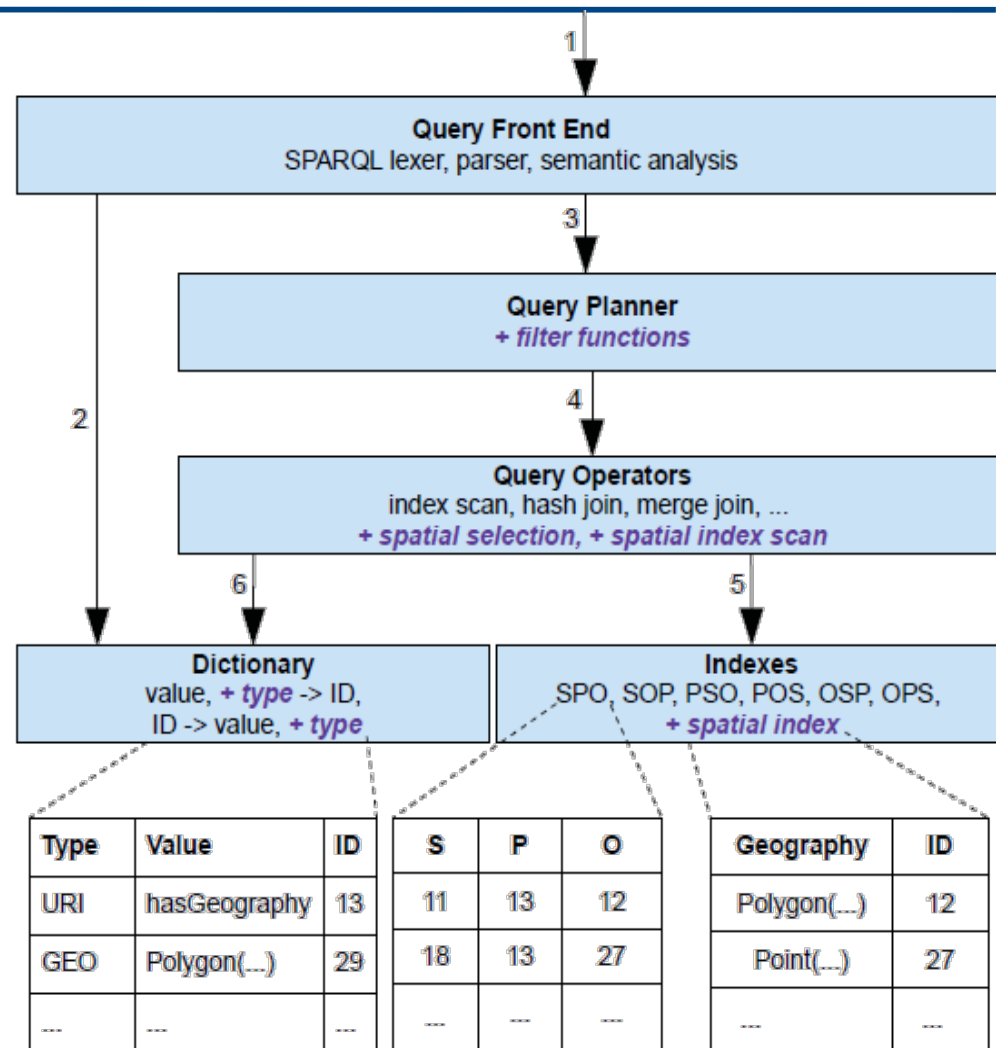 1
Query Front End
SPARQL lexer, parser, semantic analysis
3
Query Planner
+ filter functions
2
4
Query Operators
index scan, hash join, merge join, ...
+ spatial selection, + spatial index scan
6
5
Dictionary
value, + type -> ID,
ID -> value, + type
Indexes
SPO, SOP, PSO, POS, OSP, OPS,
+ spatial index
Type Value ID
URI hasGeography 13
GEO Polygon(...) 29
... ... ...
S P O
11 13 12
18 13 27
... ... ...
Geography ID
Polygon(...) 12
Point(...) 27
... ...